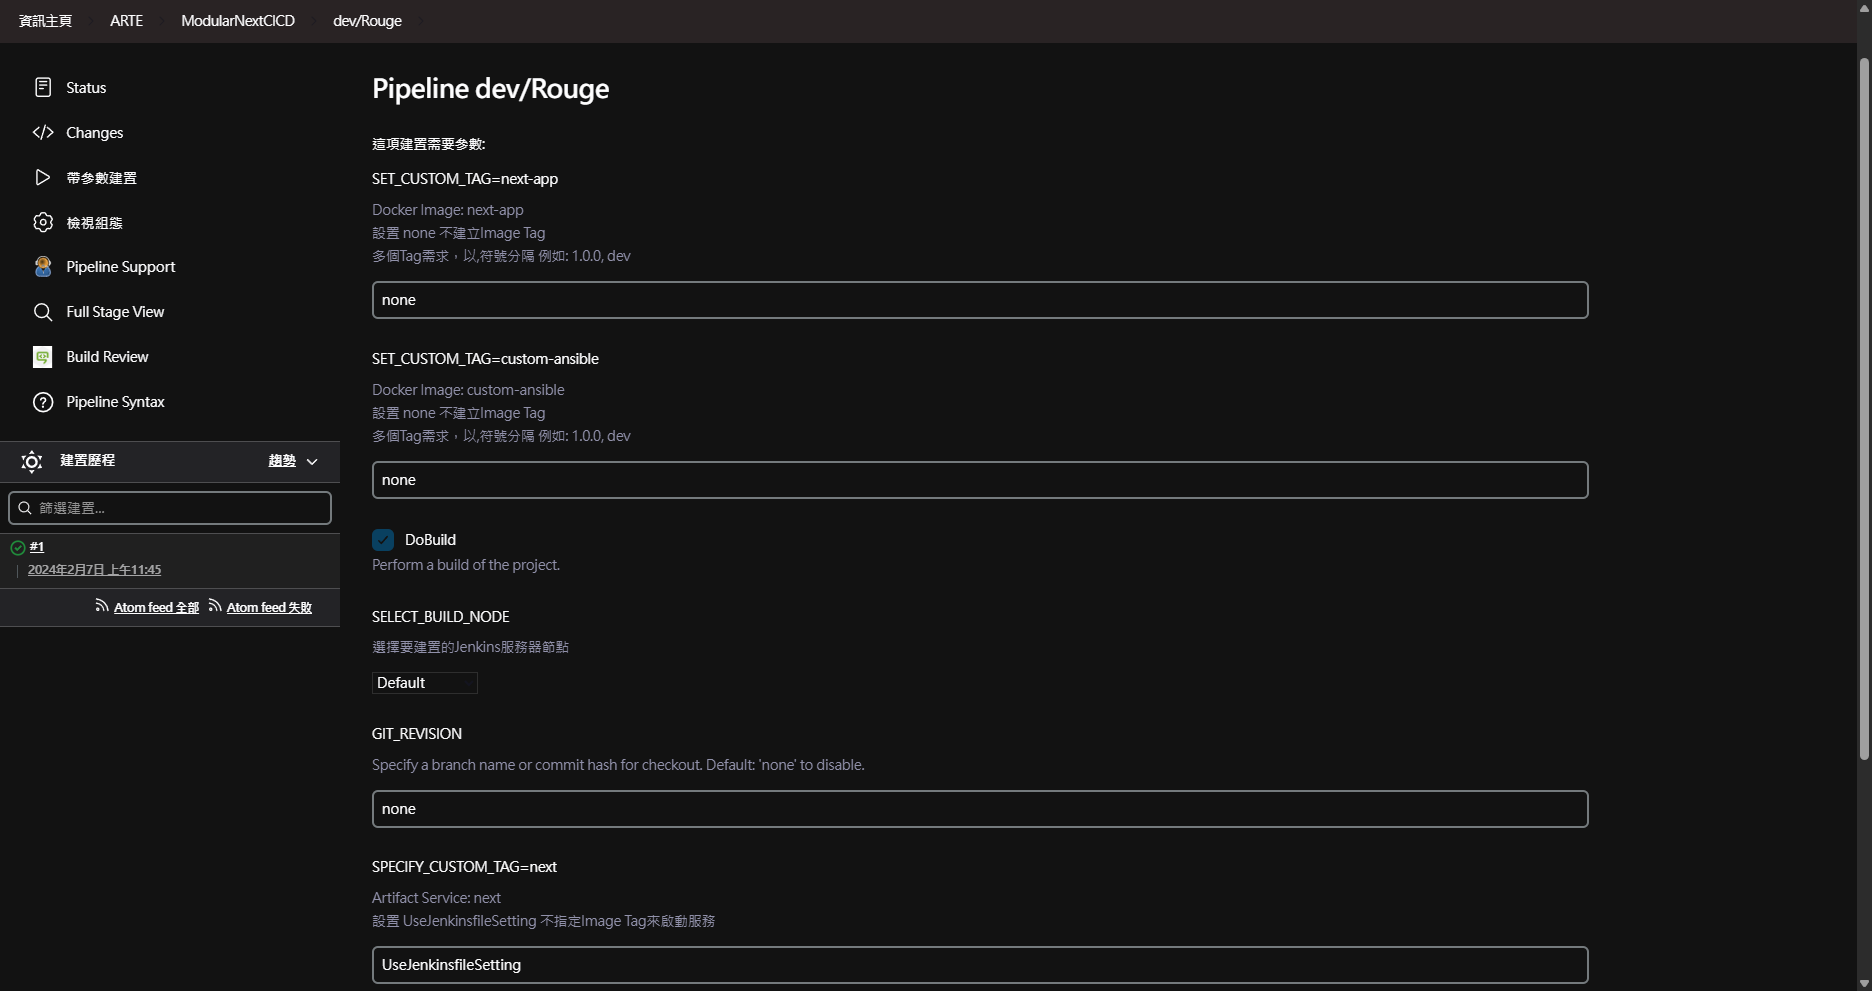 資訊主頁 ARTE ModularNextCICD dev/Rouge
Status
Changes
帶參數建置
檢視組態
Pipeline Support
Full Stage View
Build Review
Pipeline Syntax
建置歷程 趨勢
篩選建置...
#1
2024年2月7日 上午11:45
Atom feed 全部 Atom feed 失敗
Pipeline dev/Rouge
這項建置需要參數:
SET_CUSTOM_TAG=next-app
Docker Image: next-app
設置 none 不建立Image Tag
多個Tag需求，以,符號分隔 例如: 1.0.0, dev
none
SET_CUSTOM_TAG=custom-ansible
Docker Image: custom-ansible
設置 none 不建立Image Tag
多個Tag需求，以,符號分隔 例如: 1.0.0, dev
none
DoBuild
Perform a build of the project.
SELECT_BUILD_NODE
選擇要建置的Jenkins服務器節點
Default
GIT_REVISION
Specify a branch name or commit hash for checkout. Default: 'none' to disable.
none
SPECIFY_CUSTOM_TAG=next
Artifact Service: next
設置 UseJenkinsfileSetting 不指定Image Tag來啟動服務
UseJenkinsfileSetting